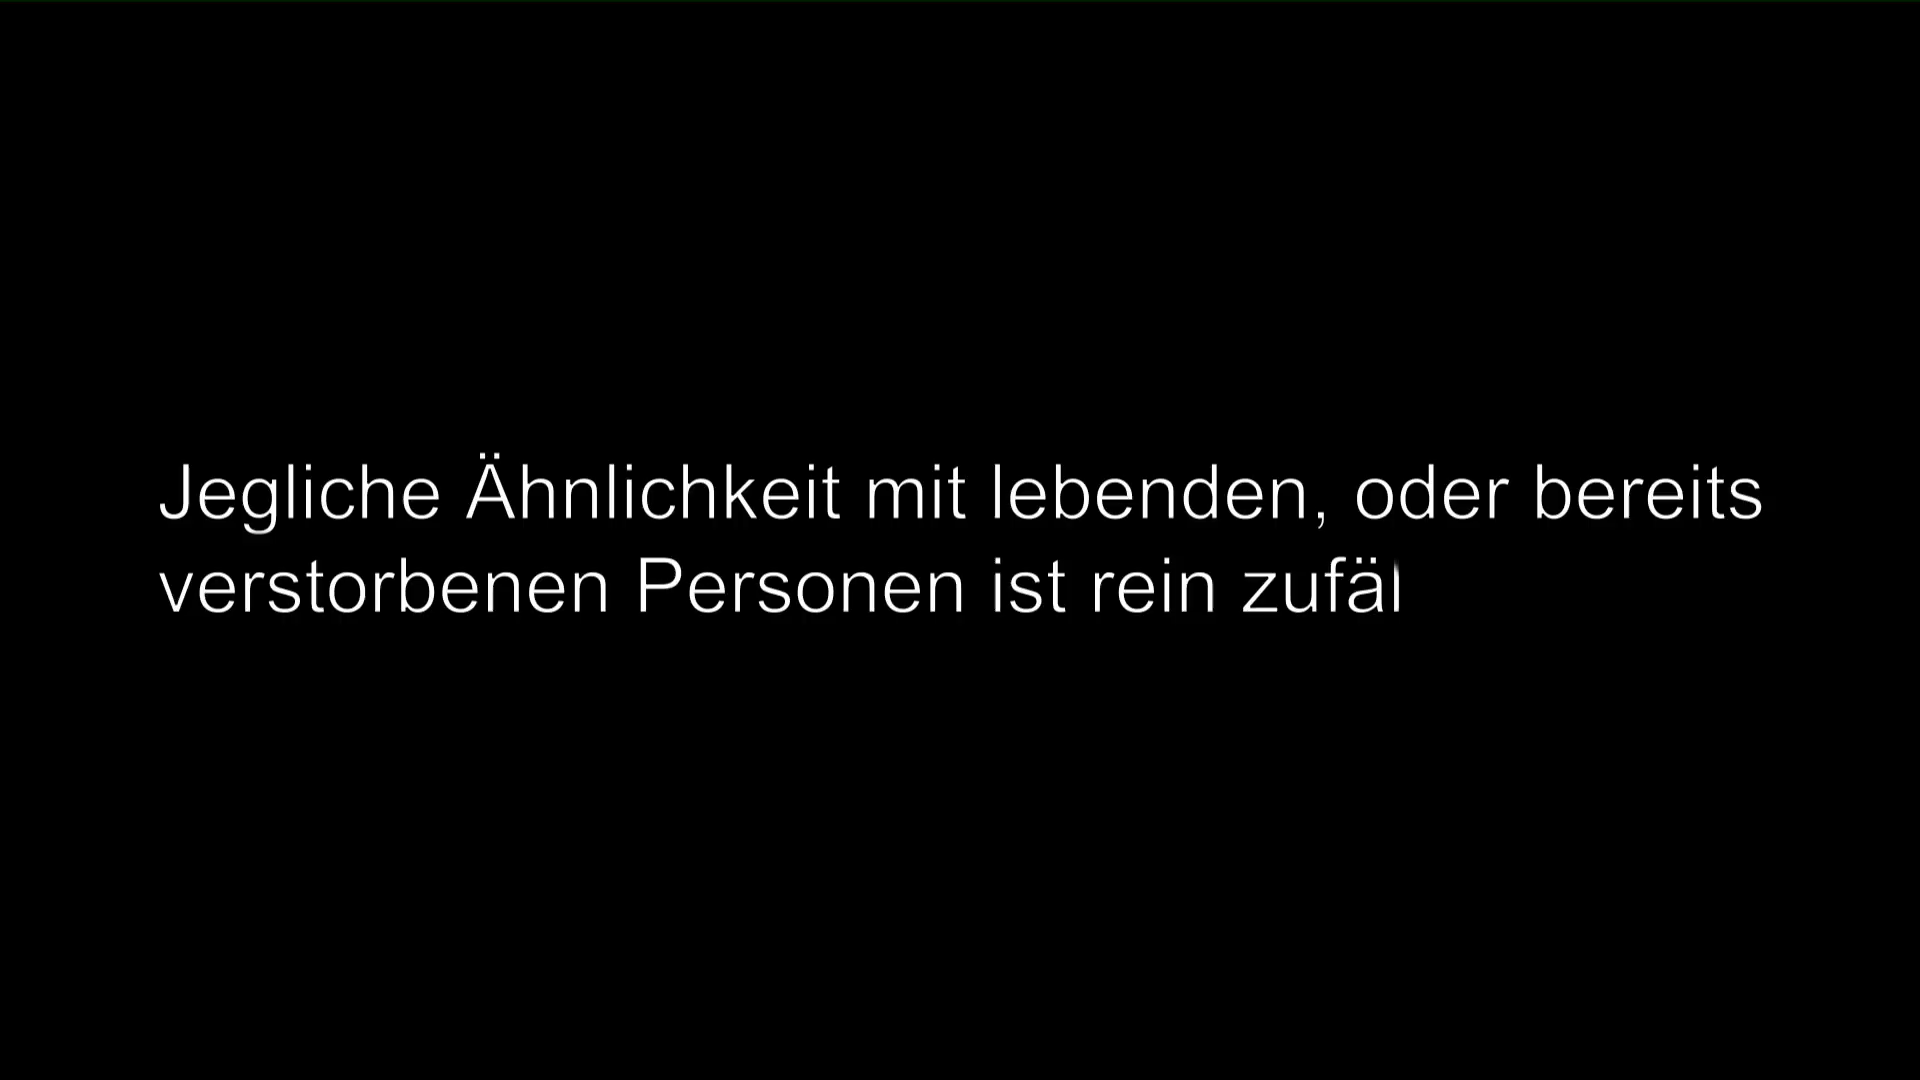 Jegliche Ähnlichkeit mit lebenden, oder bereits
verstorbenen Personen ist rein zufäl